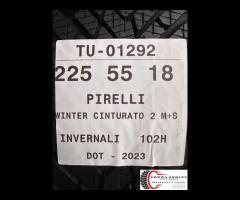 TU-01292
225 55 18
PIRELLI
WINTER CINTURATO 2 M+S
INVERNALI 102H
DOT - 2023